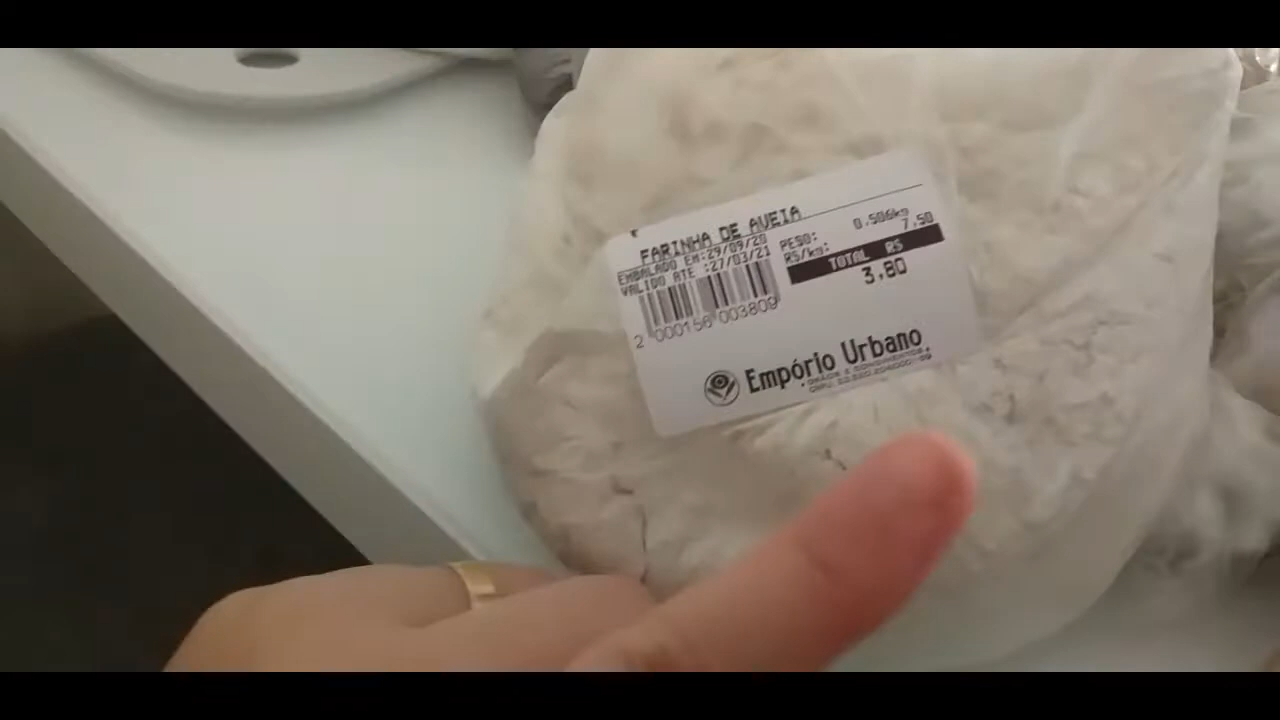 FARINHA DE AVEIA
EMBALADO EM:29/09/20
VALIDO ATE :27/03/21
PESO: 0.506kg
R$/kg: 7.50
TOTAL R$
3.80
2 000156 003809
Empório Urbano